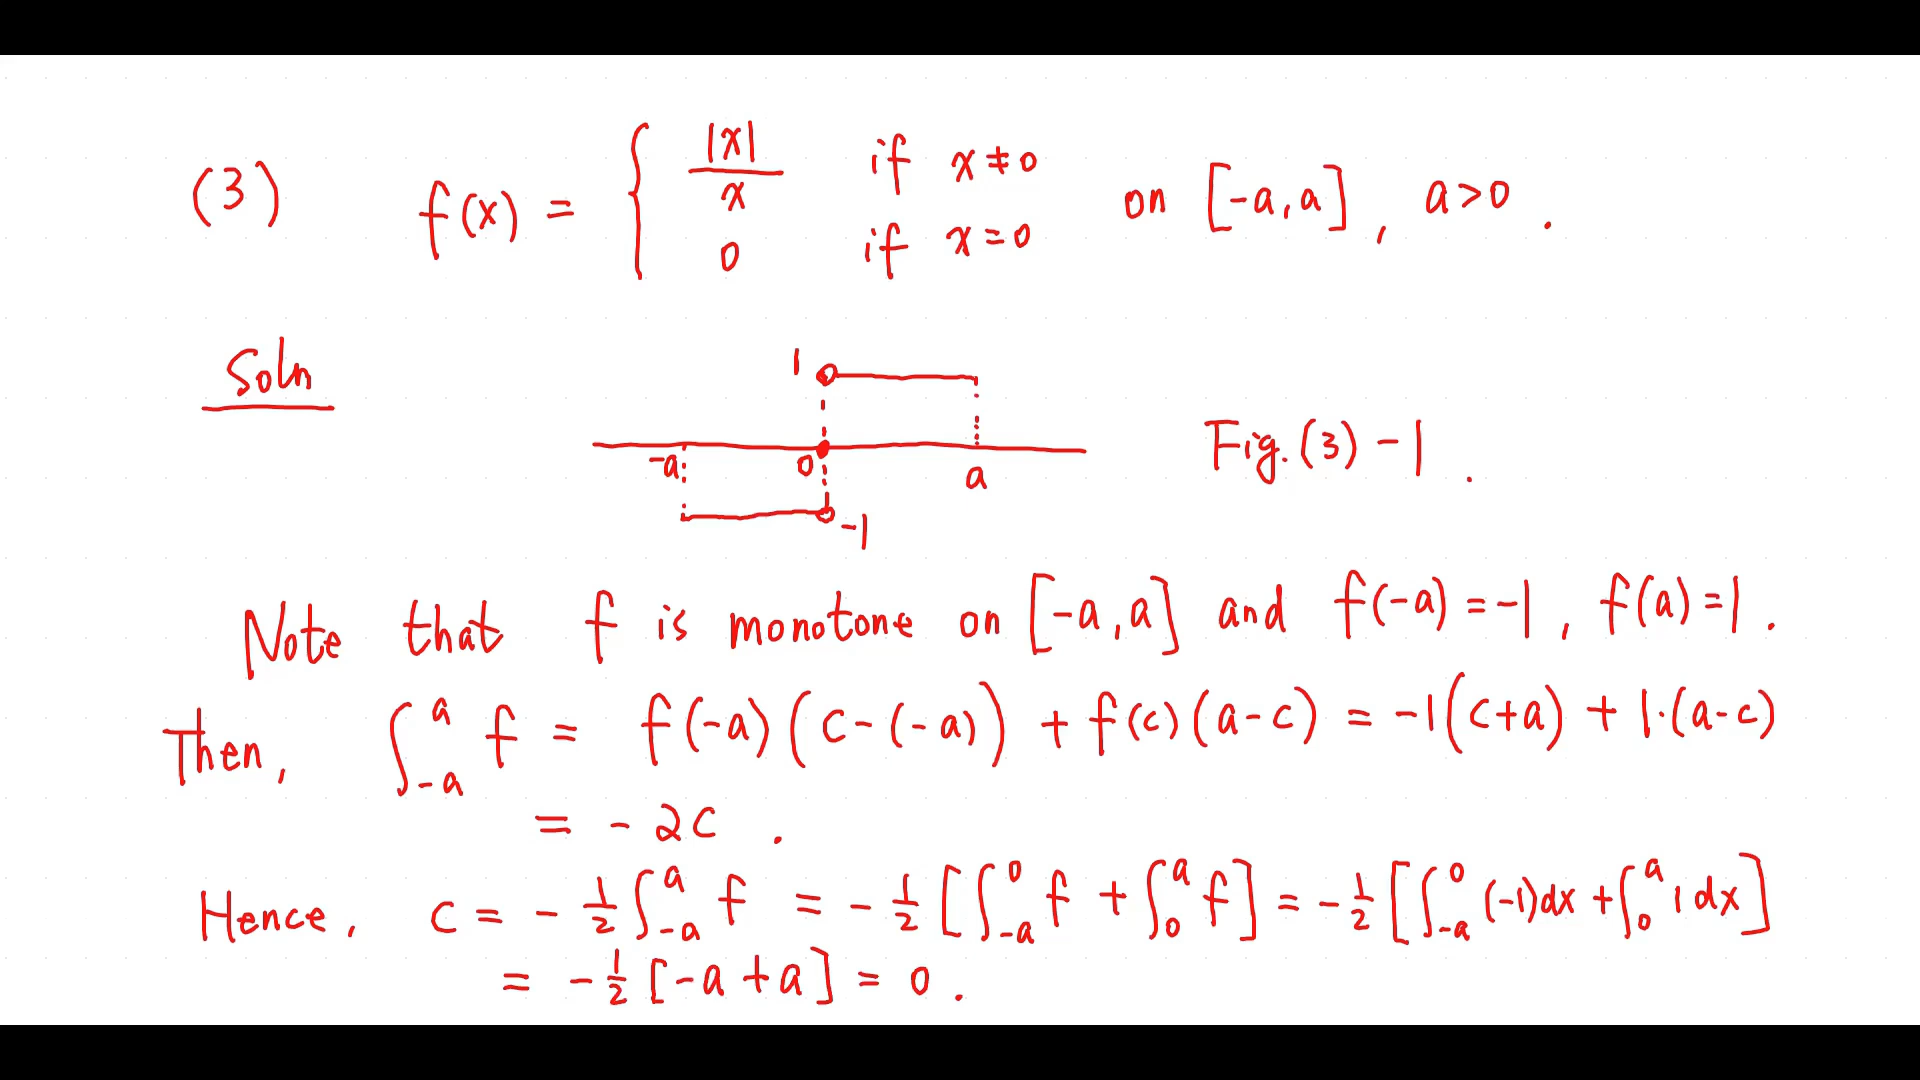 (3) f(x) = { |x|/x if x≠0 on [-a, a], a>0.
0 if x=0
Soln
1
-a 0 a
-1
Fig. (3) - 1.
Note that f is monotone on [-a, a] and f(-a) = -1, f(a) = 1.
Then, ∫_{-a}^{a} f = f(-a)(c-(-a)) + f(c)(a-c) = -1(c+a) + 1·(a-c)
= -2c.
Hence, c = -1/2 ∫_{-a}^{a} f = -1/2 [∫_{-a}^{0} f + ∫_{0}^{a} f] = -1/2 [∫_{-a}^{0} (-1)dx + ∫_{0}^{a} 1 dx]
= -1/2 [-a + a] = 0.